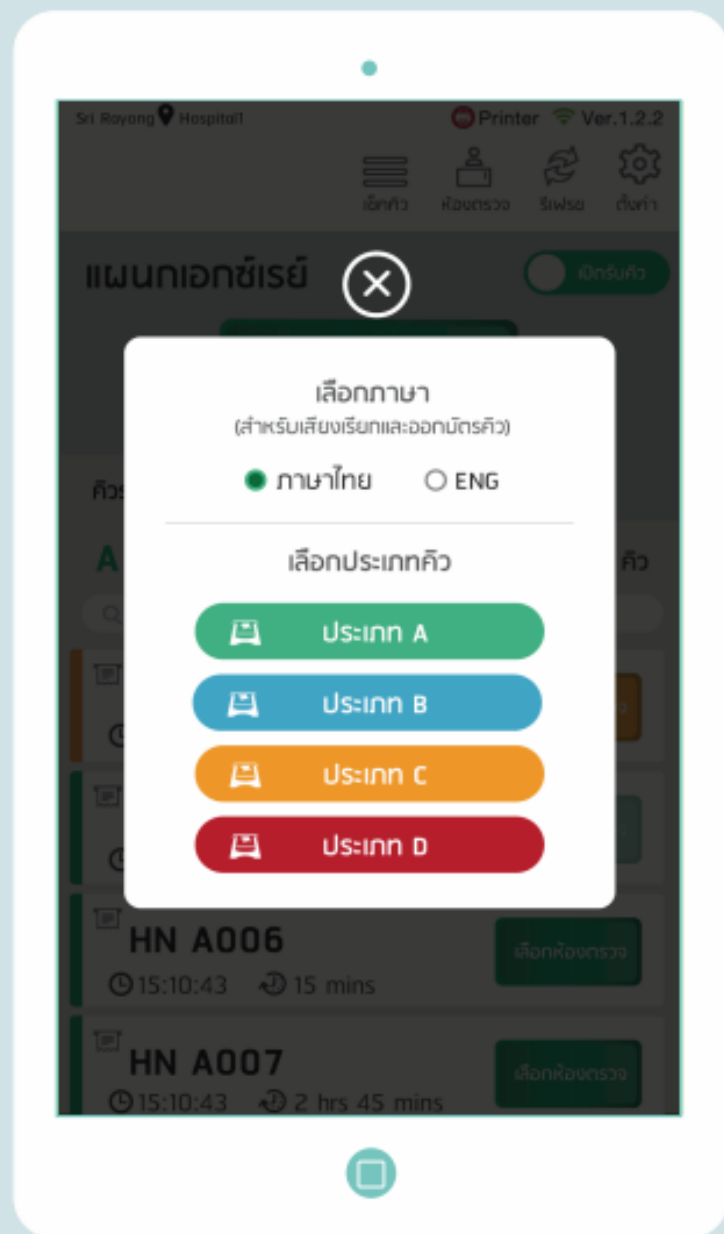 Sri Rayong Hospital1 Printer Ver.1.2.2
เช็กคิว ห้องตรวจ รีเฟรช ตั้งค่า
แผนกเอกซ์เรย์ เปิดรับคิว
เลือกภาษา
(สำหรับเสียงเรียกและออกบัตรคิว)
ภาษาไทย ENG
A คิว
เลือกประเภทคิว
ประเภท A
ประเภท B
ประเภท C
ประเภท D
HN A006
เลือกห้องตรวจ
15:10:43 15 mins
HN A007
เลือกห้องตรวจ
15:10:43 2 hrs 45 mins